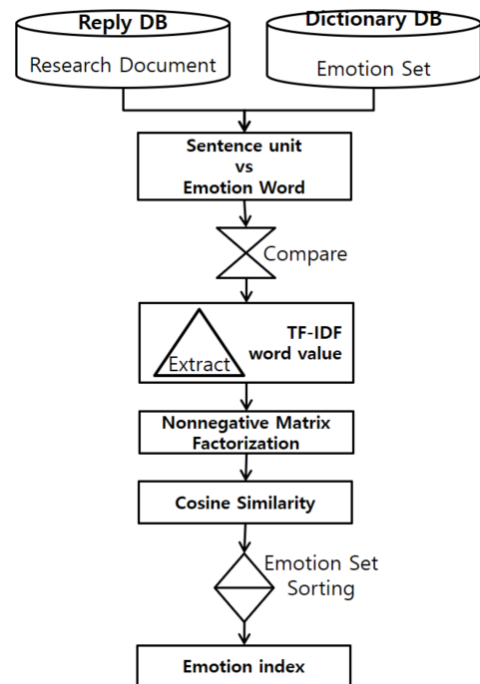 Reply DB
Research Document
Dictionary DB
Emotion Set
Sentence unit
vs
Emotion Word
Compare
TF-IDF
word value
Extract
Nonnegative Matrix
Factorization
Cosine Similarity
Emotion Set
Sorting
Emotion index